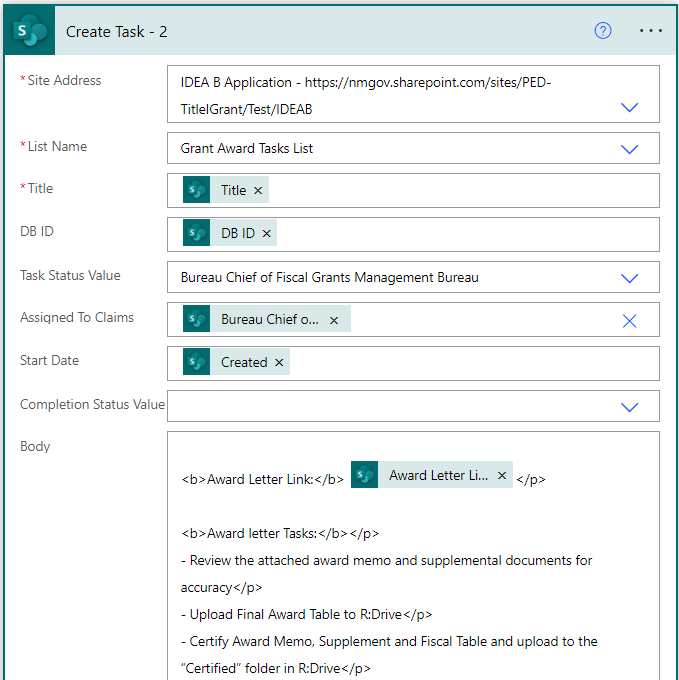 Create Task - 2
* Site Address
IDEA B Application - https://nmgov.sharepoint.com/sites/PED-
TitleIGrant/Test/IDEAB
* List Name
Grant Award Tasks List
* Title
Title ×
DB ID
DB ID ×
Task Status Value
Bureau Chief of Fiscal Grants Management Bureau
Assigned To Claims
Bureau Chief o... ×
Start Date
Created ×
Completion Status Value
Body
<b>Award Letter Link:</b> Award Letter Li... × </p>
<b>Award letter Tasks:</b></p>
- Review the attached award memo and supplemental documents for
accuracy</p>
- Upload Final Award Table to R:Drive</p>
- Certify Award Memo, Supplement and Fiscal Table and upload to the
“Certified” folder in R:Drive</p>